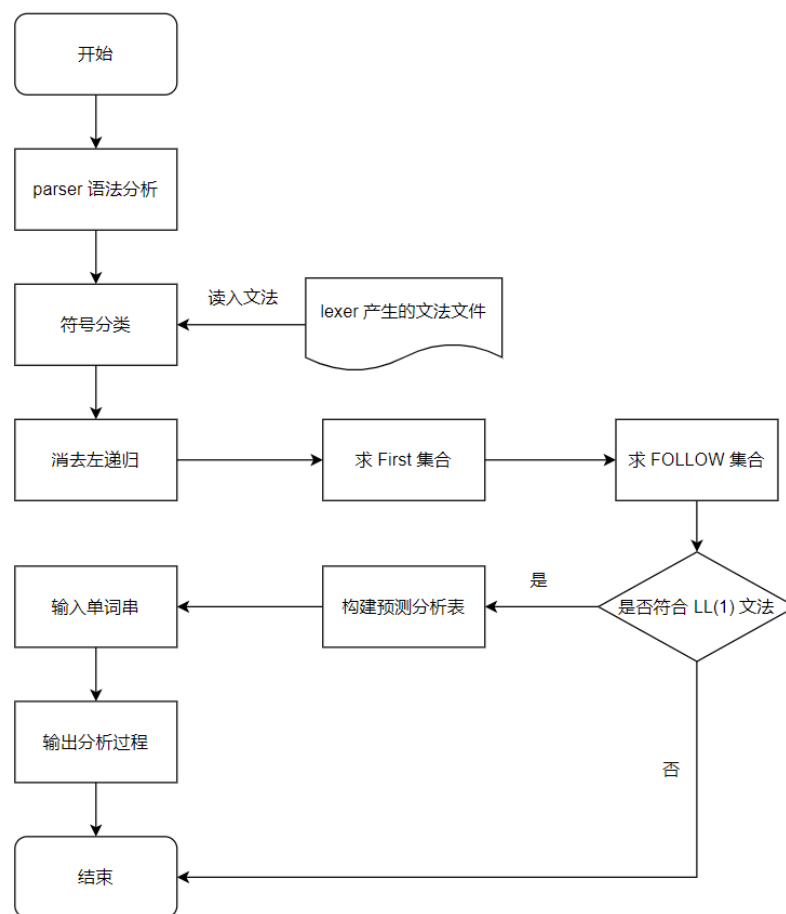 开始
parser 语法分析
读入文法
符号分类
lexer 产生的文法文件
消去左递归
求 First 集合
求 FOLLOW 集合
是
输入单词串
构建预测分析表
是否符合 LL(1) 文法
输出分析过程
否
结束